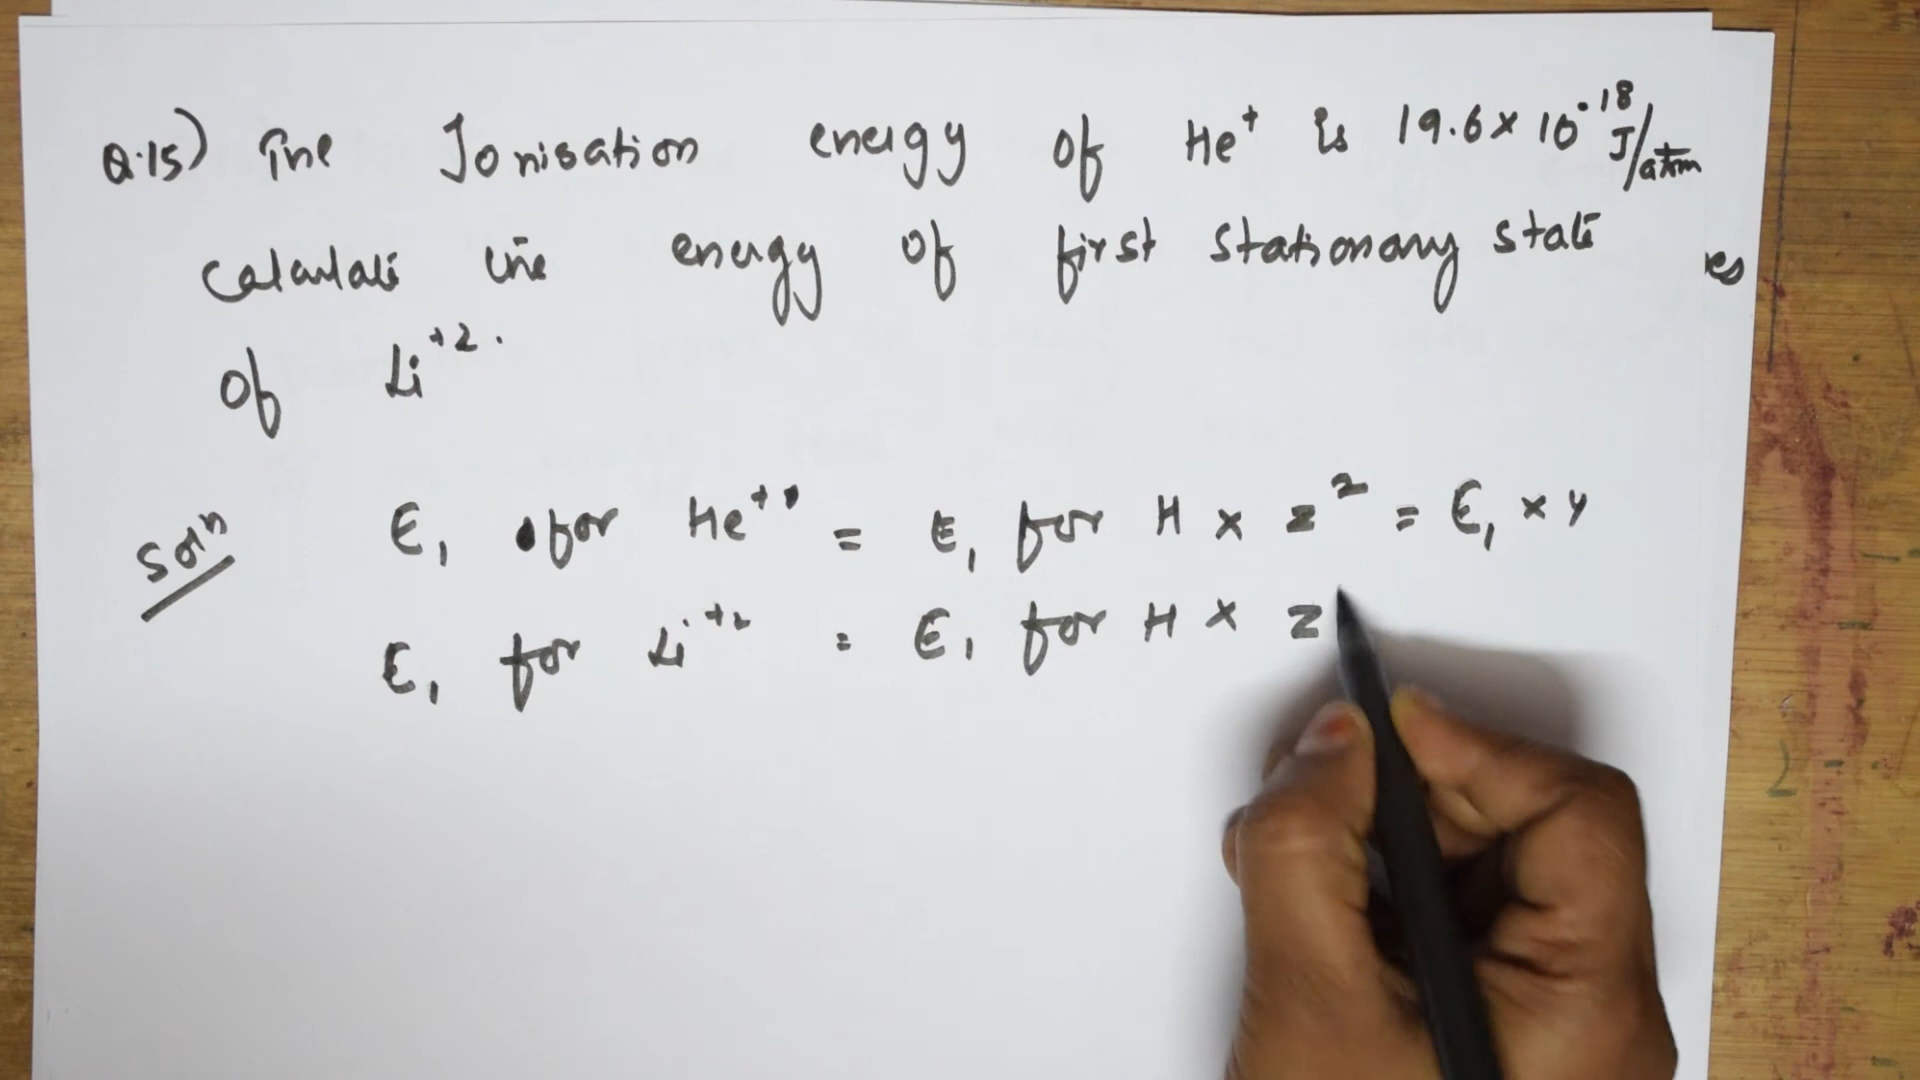 Q.15) The Ionisation energy of He⁺ is 19.6 × 10⁻¹⁸ J/atom
calculate the energy of first stationary state
of Li⁺².
Solⁿ E₁ for He⁺ = E₁ for H × z² = E₁ × 4
E₁ for Li⁺² = E₁ for H × z